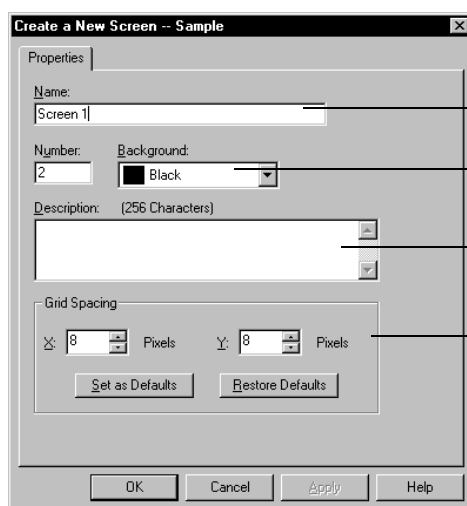 Create a New Screen -- Sample
Properties
Name:
Screen 1
Number: Background:
2 Black
Description: (256 Characters)
Grid Spacing
X: 8 Pixels Y: 8 Pixels
Set as Defaults Restore Defaults
OK Cancel Apply Help